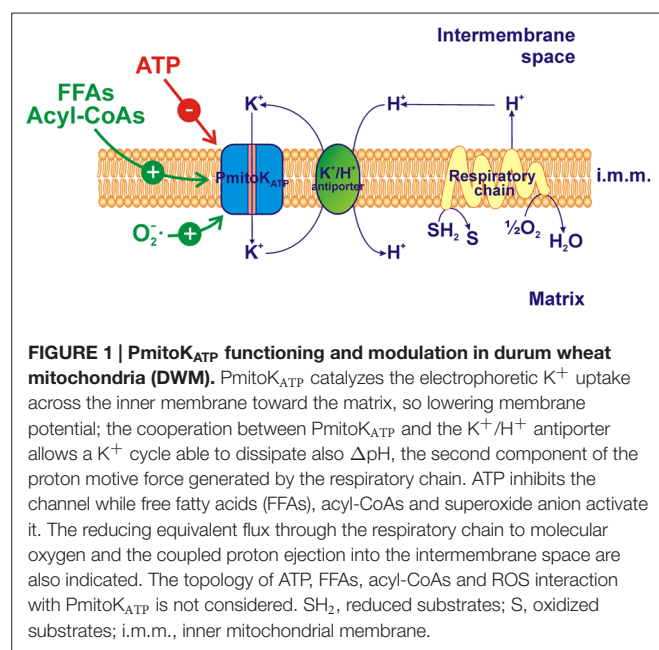 Intermembrane
space
ATP
FFAs
Acyl-CoAs
-
K⁺
H⁺
H⁺
+
PmitoK_ATP
K⁺/H⁺
antiporter
Respiratory
chain
i.m.m.
O₂⁻· +
K⁺
H⁺
SH₂
S
½O₂
H₂O
Matrix
FIGURE 1 | PmitoK_ATP functioning and modulation in durum wheat
mitochondria (DWM). PmitoK_ATP catalyzes the electrophoretic K⁺ uptake
across the inner membrane toward the matrix, so lowering membrane
potential; the cooperation between PmitoK_ATP and the K⁺/H⁺ antiporter
allows a K⁺ cycle able to dissipate also ΔpH, the second component of the
proton motive force generated by the respiratory chain. ATP inhibits the
channel while free fatty acids (FFAs), acyl-CoAs and superoxide anion activate
it. The reducing equivalent flux through the respiratory chain to molecular
oxygen and the coupled proton ejection into the intermembrane space are
also indicated. The topology of ATP, FFAs, acyl-CoAs and ROS interaction
with PmitoK_ATP is not considered. SH₂, reduced substrates; S, oxidized
substrates; i.m.m., inner mitochondrial membrane.